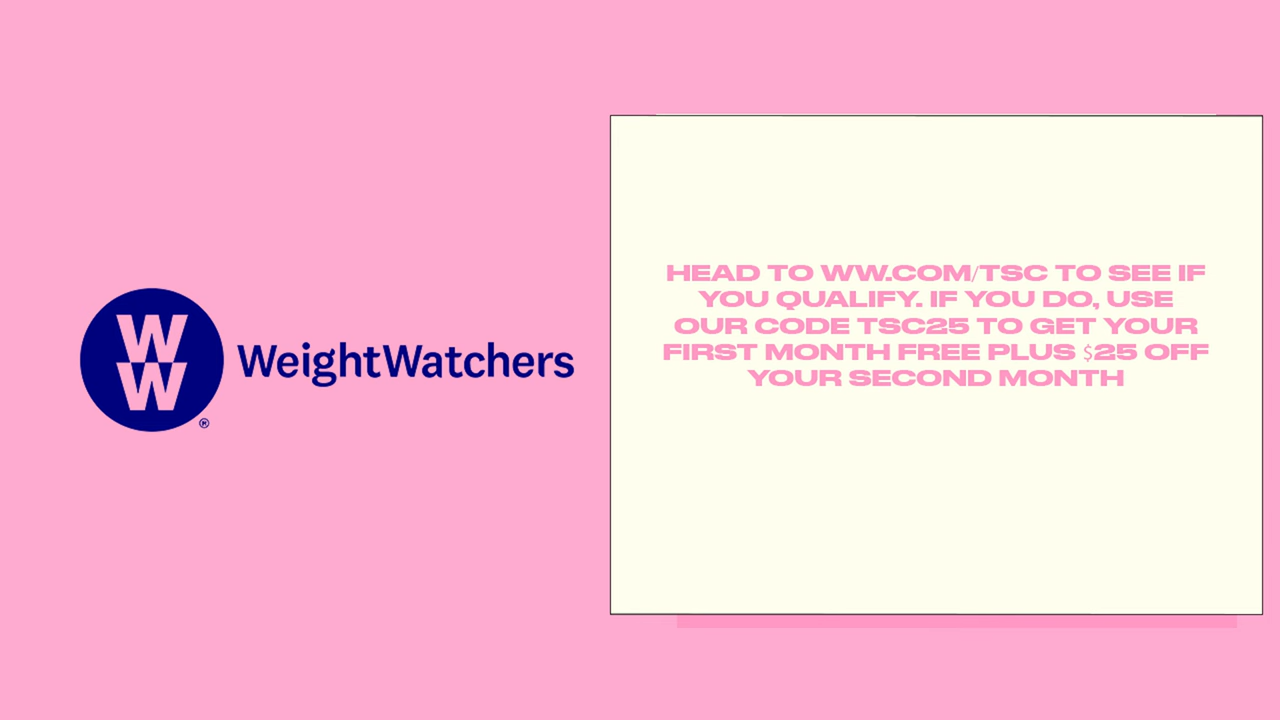 W
W
®
WeightWatchers
HEAD TO WW.COM/TSC TO SEE IF
YOU QUALIFY. IF YOU DO, USE
OUR CODE TSC25 TO GET YOUR
FIRST MONTH FREE PLUS $25 OFF
YOUR SECOND MONTH